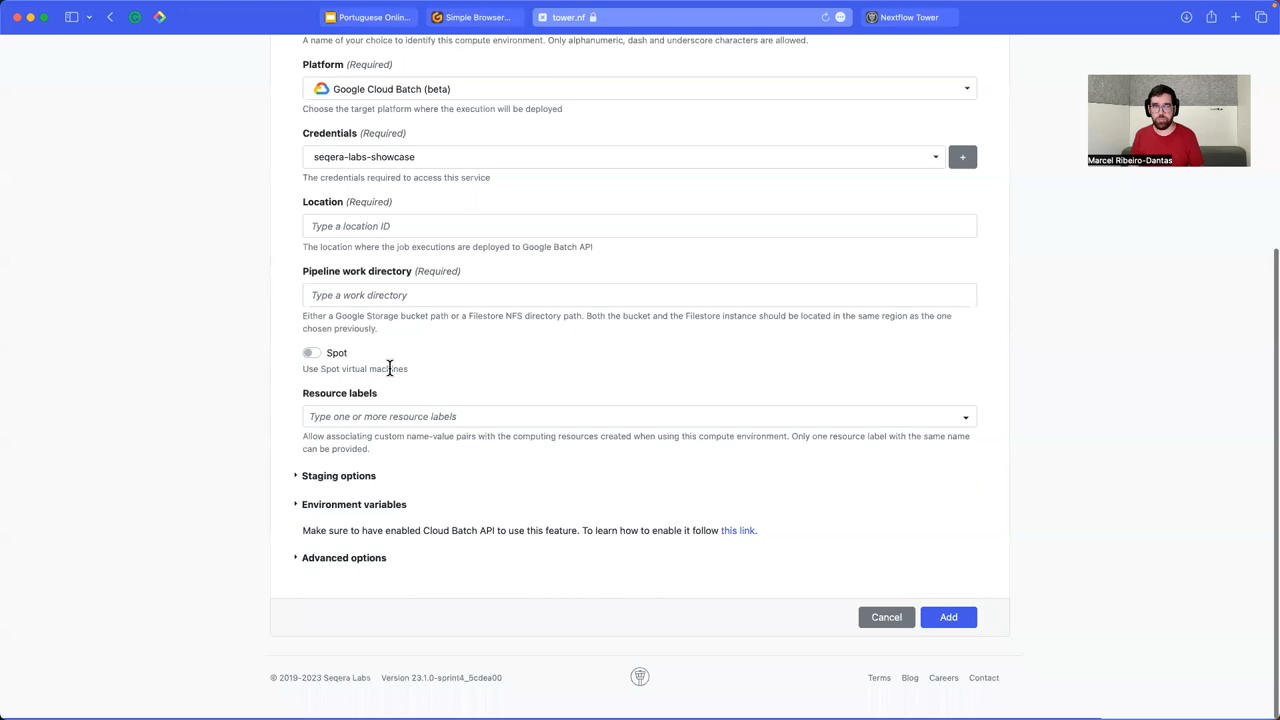 Portuguese Onlin...
Simple Browser...
tower.nf
Nextflow Tower
A name of your choice to identify this compute environment. Only alphanumeric, dash and underscore characters are allowed.
Platform (Required)
Google Cloud Batch (beta)
Choose the target platform where the execution will be deployed
Credentials (Required)
seqera-labs-showcase
+
The credentials required to access this service
Location (Required)
Type a location ID
The location where the job executions are deployed to Google Batch API
Pipeline work directory (Required)
Type a work directory
Either a Google Storage bucket path or a Filestore NFS directory path. Both the bucket and the Filestore instance should be located in the same region as the one
chosen previously.
Spot
Use Spot virtual machines
Resource labels
Type one or more resource labels
Allow associating custom name-value pairs with the computing resources created when using this compute environment. Only one resource label with the same name
can be provided.
Staging options
Environment variables
Make sure to have enabled Cloud Batch API to use this feature. To learn how to enable it follow this link.
Advanced options
Cancel
Add
© 2019-2023 Seqera Labs
Version 23.1.0-sprint4_5cdea00
Terms
Blog
Careers
Contact
Marcel Ribeiro-Dantas